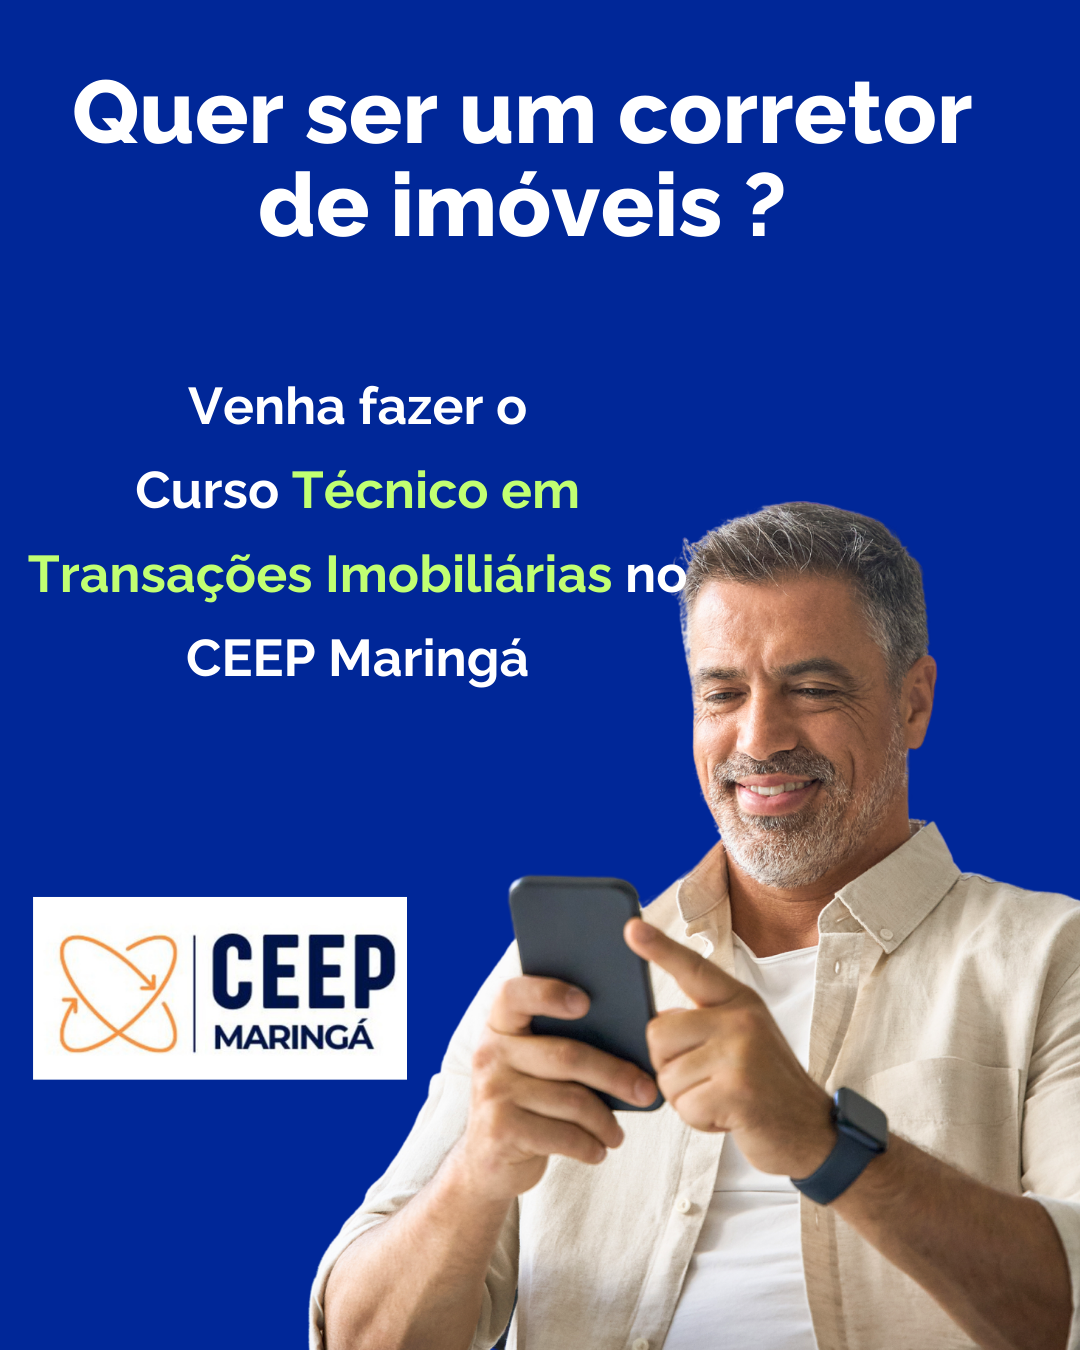 Quer ser um corretor
de imóveis ?
Venha fazer o
Curso Técnico em
Transações Imobiliárias no
CEEP Maringá
CEEP
MARINGÁ